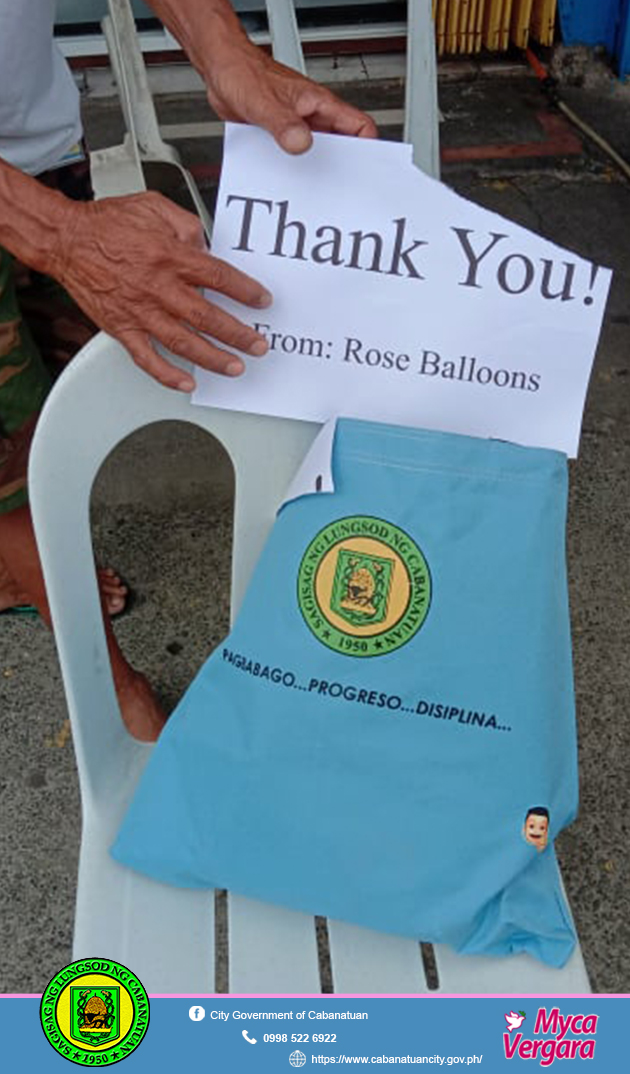 Thank You!
From: Rose Balloons
SAGISAG NG LUNGSOD NG CABANATUAN
★ 1950 ★
PAGBABAGO...PROGRESO...DISIPLINA...
SAGISAG NG LUNGSOD NG CABANATUAN
★ 1950 ★
City Government of Cabanatuan
0998 522 6922
https://www.cabanatuancity.gov.ph/
Myca
Vergara